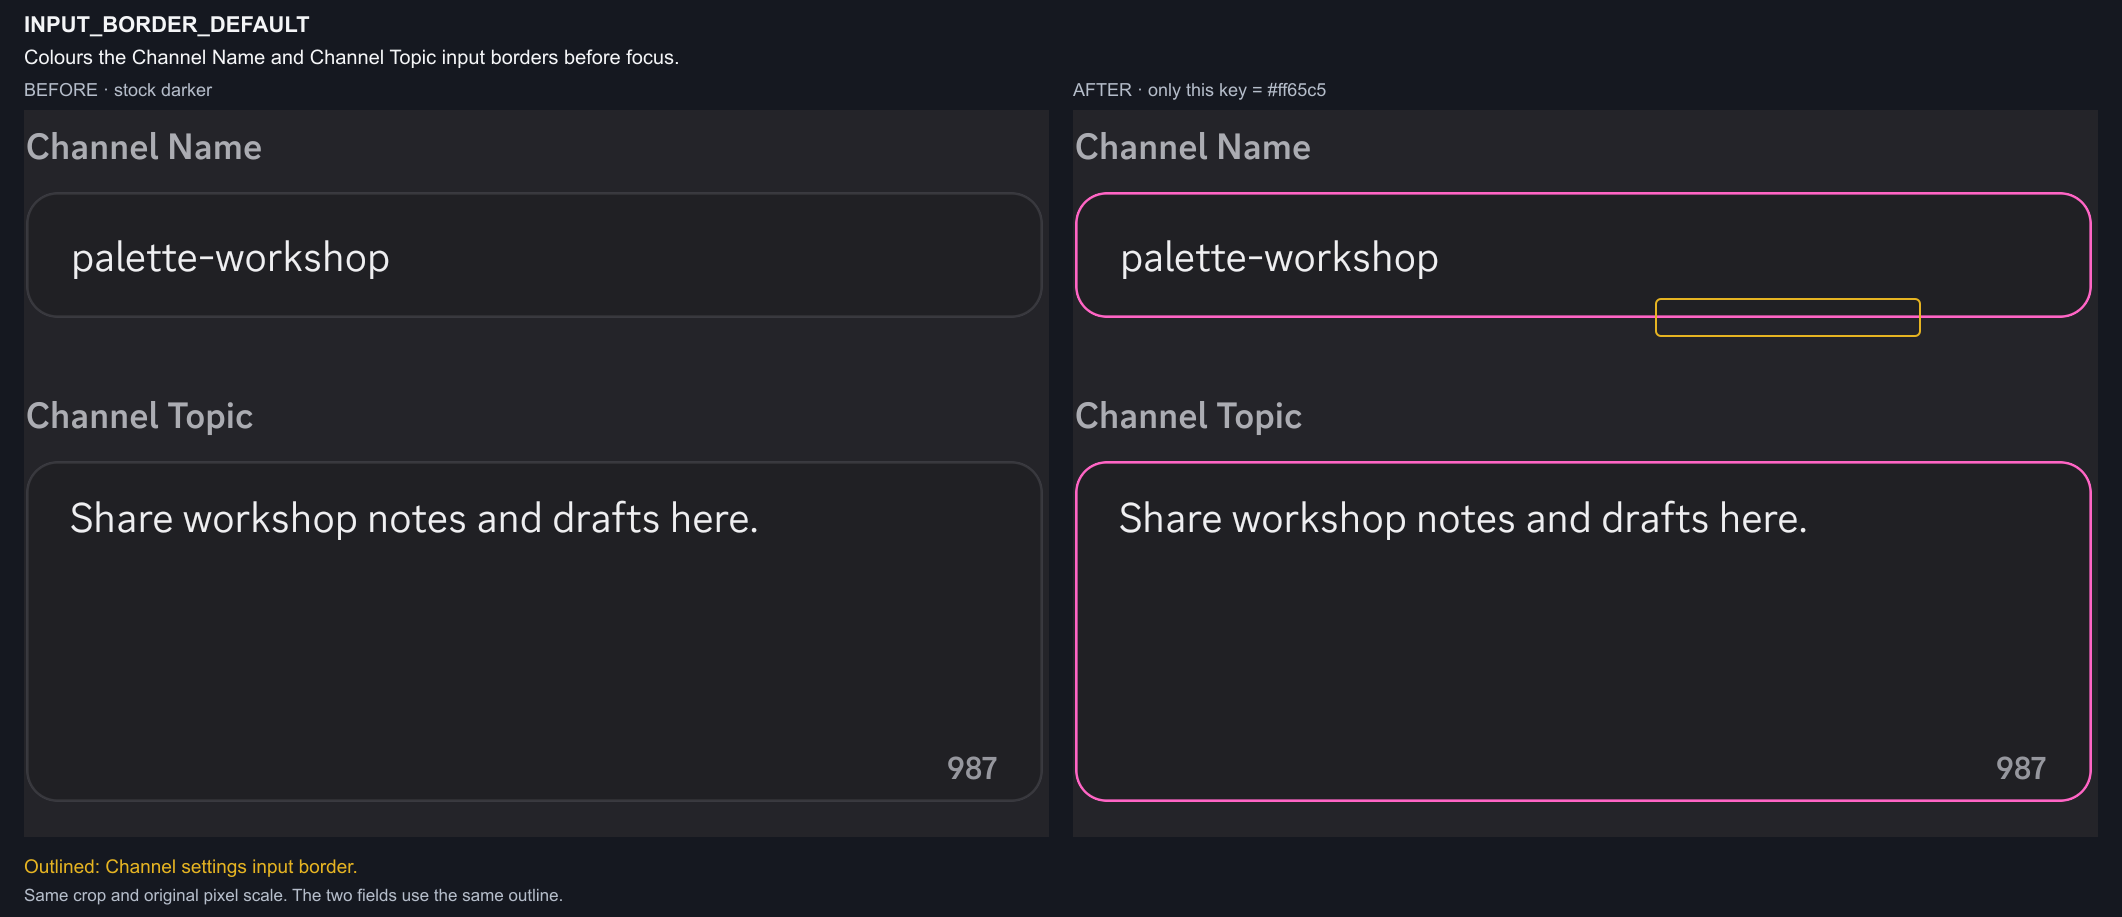 INPUT_BORDER_DEFAULT
Colours the Channel Name and Channel Topic input borders before focus.
BEFORE · stock darker
Channel Name
palette-workshop
Channel Topic
Share workshop notes and drafts here.
987
AFTER · only this key = #ff65c5
Channel Name
palette-workshop
Channel Topic
Share workshop notes and drafts here.
987
Outlined: Channel settings input border.
Same crop and original pixel scale. The two fields use the same outline.